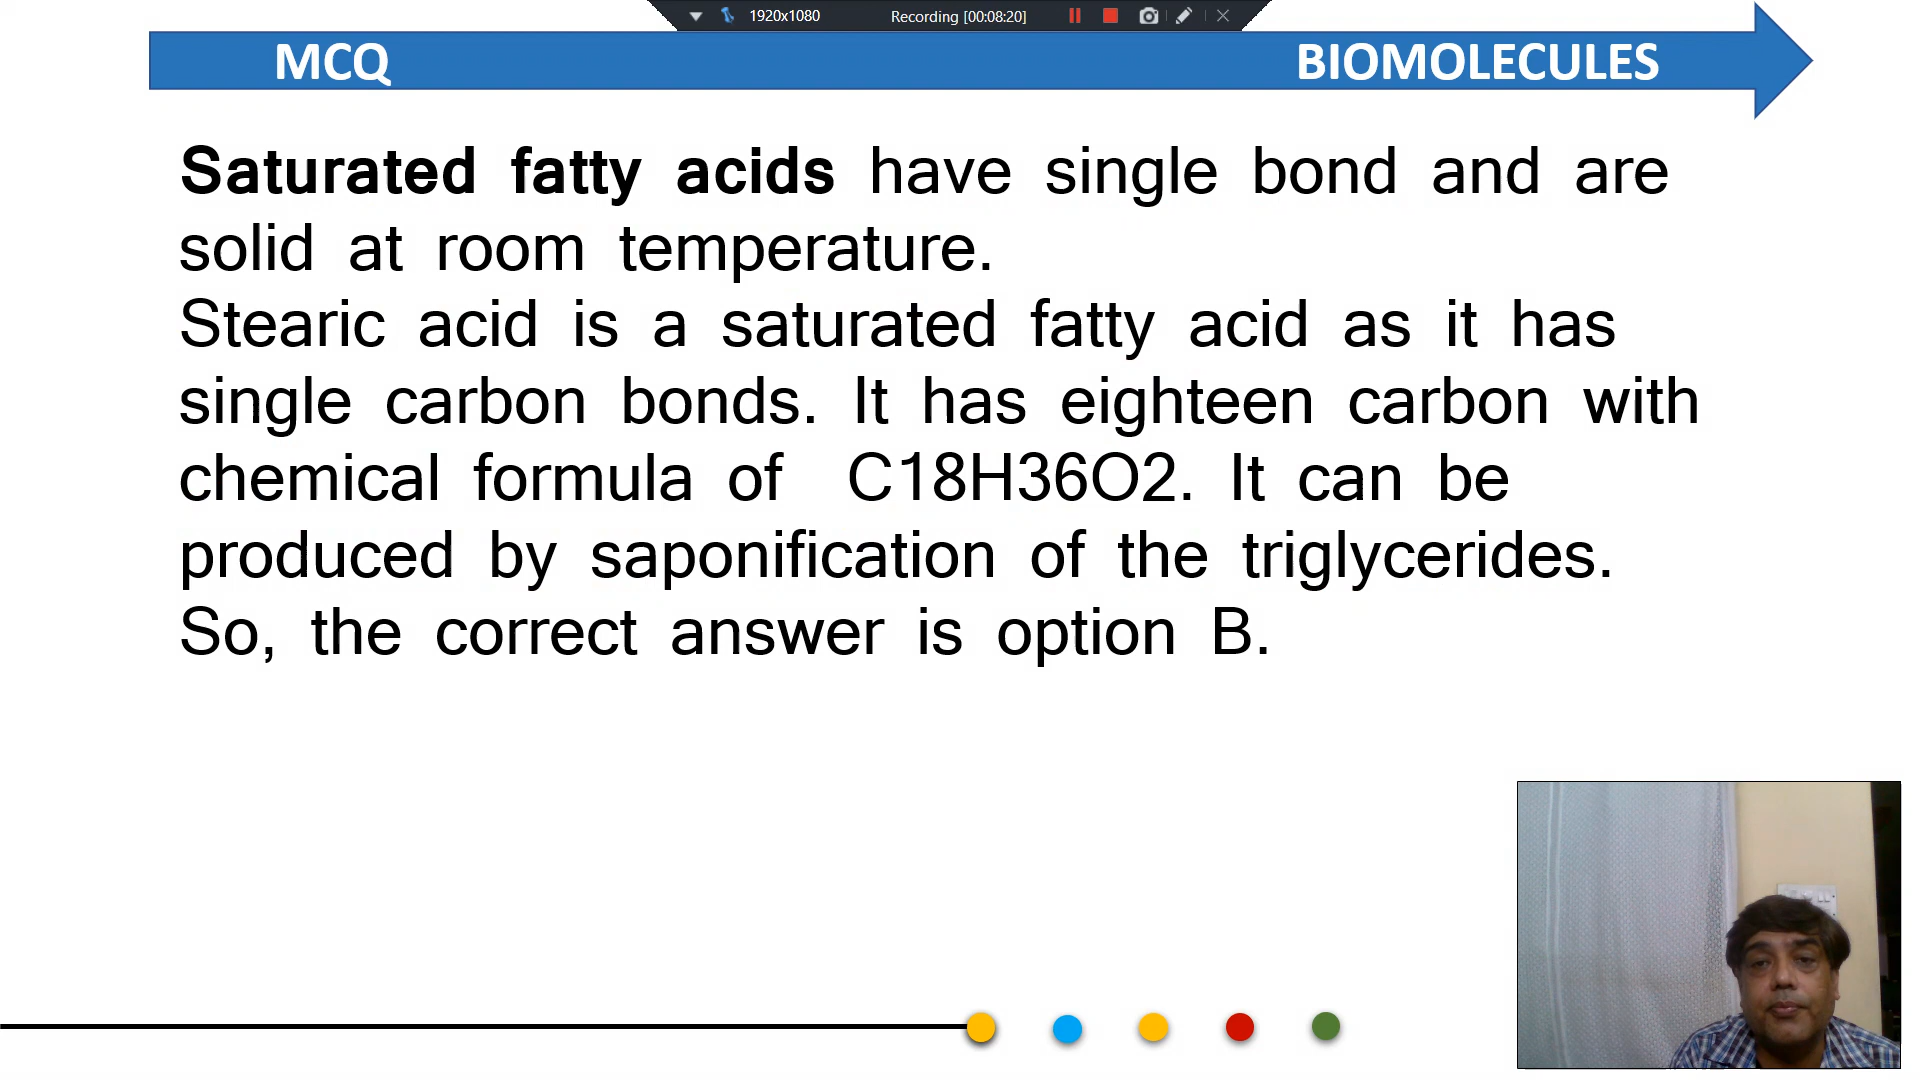 1920x1080 Recording [00:08:20]
MCQ BIOMOLECULES
Saturated fatty acids have single bond and are
solid at room temperature.
Stearic acid is a saturated fatty acid as it has
single carbon bonds. It has eighteen carbon with
chemical formula of C18H36O2. It can be
produced by saponification of the triglycerides.
So, the correct answer is option B.